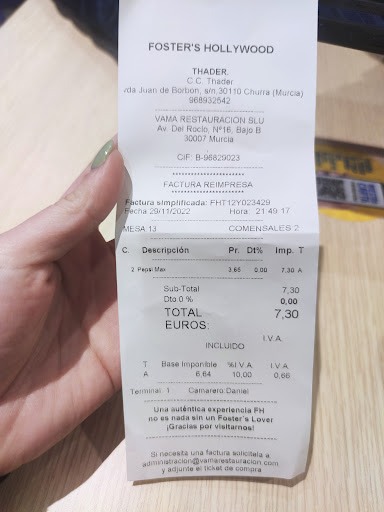 FOSTER'S HOLLYWOOD
THADER.
C.C. Thader
rda Juan de Borbon, s/n,30110 Churra (Murcia)
968932542
VAMA RESTAURACION SLU
Av. Del Rocío, Nº16, Bajo B
30007 Murcia
CIF: B-96829023
********************
FACTURA REIMPRESA
********************
Factura simplificada: FHT12Y023429
Fecha 29/11/2022 Hora: 21:49:17
MESA 13 COMENSALES 2
C. Descripción Pr. Dt% Imp. T
2 Pepsi Max 3,65 0,00 7,30 A
Sub-Total 7,30
Dto 0 % 0,00
TOTAL 7,30
EUROS:
I.V.A.
INCLUIDO
T Base Imponible %I.V.A. I.V.A.
A 6,64 10,00 0,66
Terminal: 1 Camarero:Daniel
Una auténtica experiencia FH
no es nada sin un Foster's Lover
¡Gracias por visitarnos!
Si necesita una factura solicitela a
administracion@vamarestauracion.com
y adjunte el ticket de compra